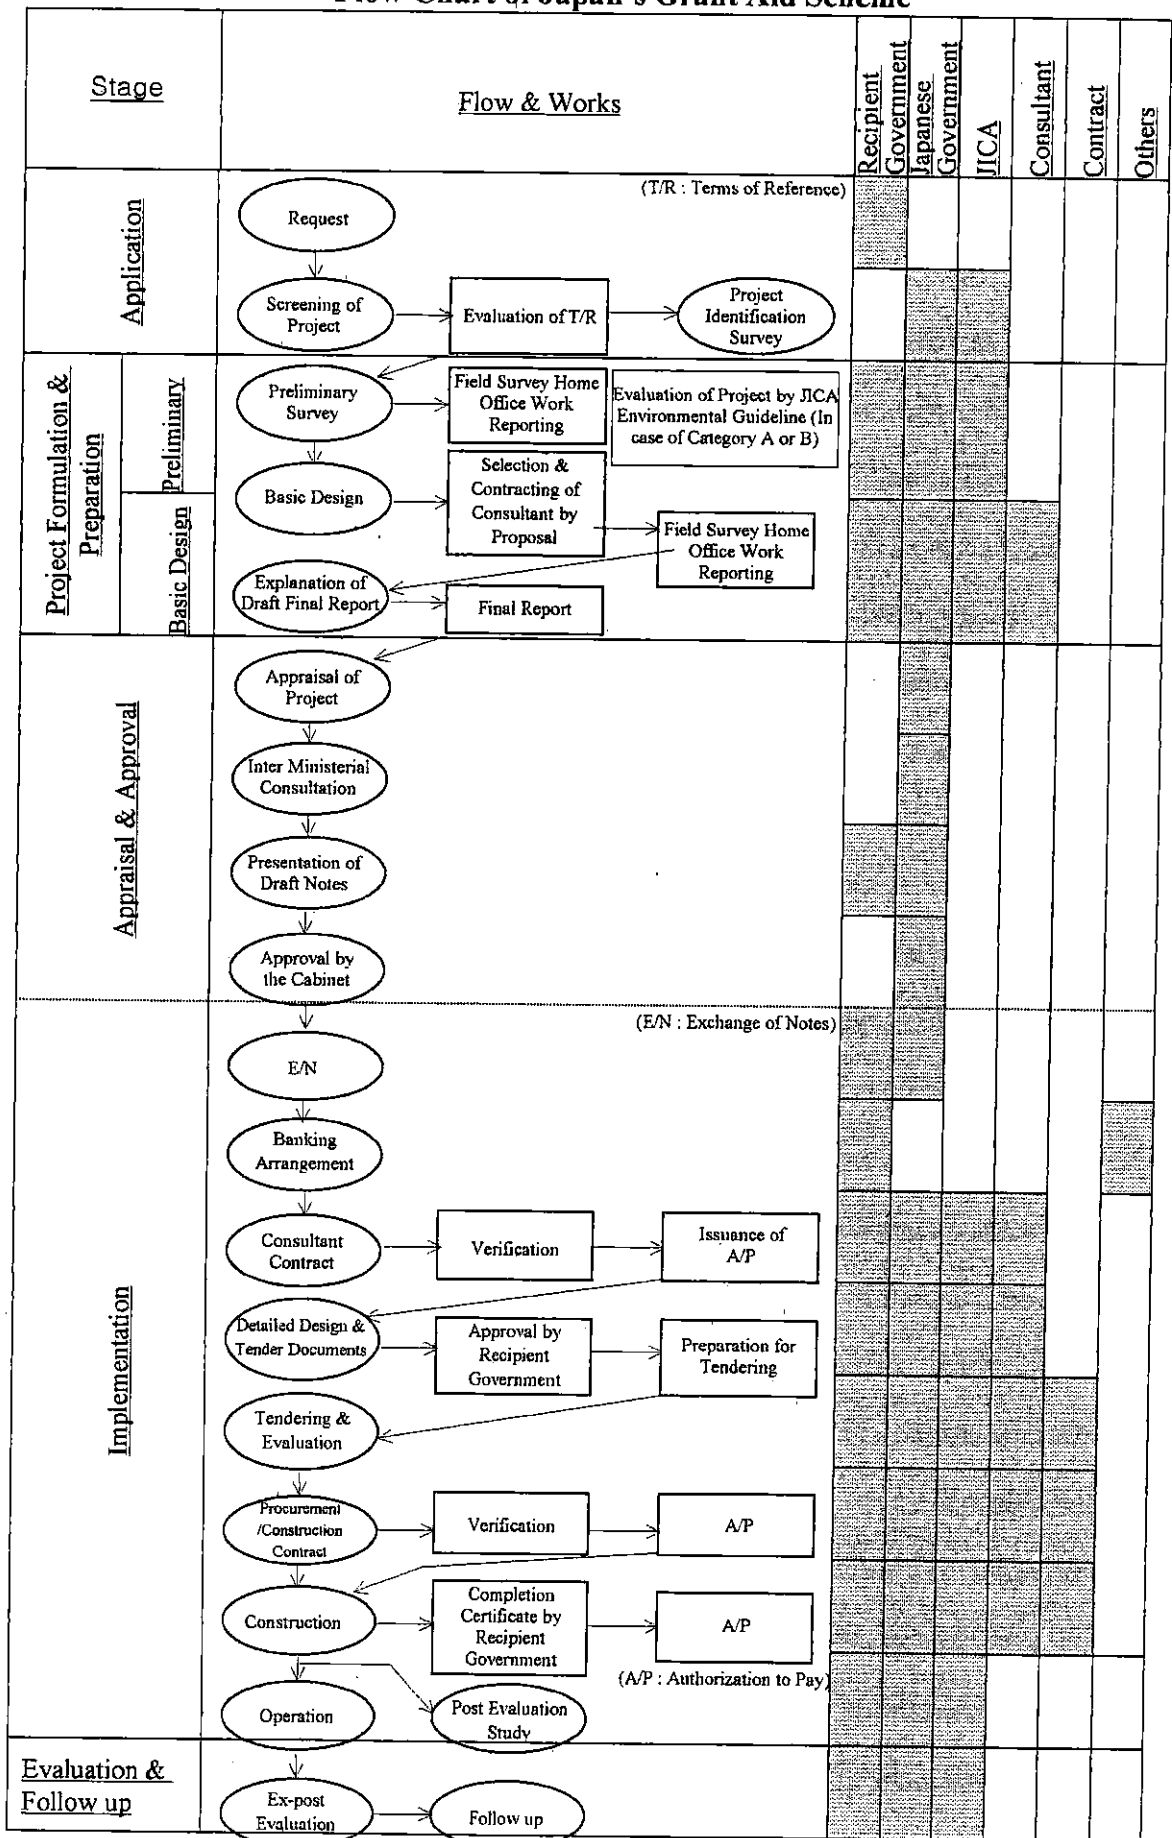 Flow Chart of Japan's Grant Aid Scheme
Stage
Flow & Works
Recipient
Government
Japanese
Government
JICA
Consultant
Contract
Others
Application
(T/R : Terms of Reference)
Request
Screening of
Project
Evaluation of T/R
Project
Identification
Survey
Project Formulation &
Preparation
Preliminary
Preliminary
Survey
Field Survey Home
Office Work
Reporting
Evaluation of Project by JICA
Environmental Guideline (In
case of Category A or B)
Basic Design
Basic Design
Selection &
Contracting of
Consultant by
Proposal
Field Survey Home
Office Work
Reporting
Explanation of
Draft Final Report
Final Report
Appraisal & Approval
Appraisal of
Project
Inter Ministerial
Consultation
Presentation of
Draft Notes
Approval by
the Cabinet
Implementation
(E/N : Exchange of Notes)
E/N
Banking
Arrangement
Consultant
Contract
Verification
Issuance of
A/P
Detailed Design &
Tender Documents
Approval by
Recipient
Government
Preparation for
Tendering
Tendering &
Evaluation
Procurement
/Construction
Contract
Verification
A/P
Construction
Completion
Certificate by
Recipient
Government
A/P
(A/P : Authorization to Pay)
Operation
Post Evaluation
Study
Evaluation &
Follow up
Ex-post
Evaluation
Follow up